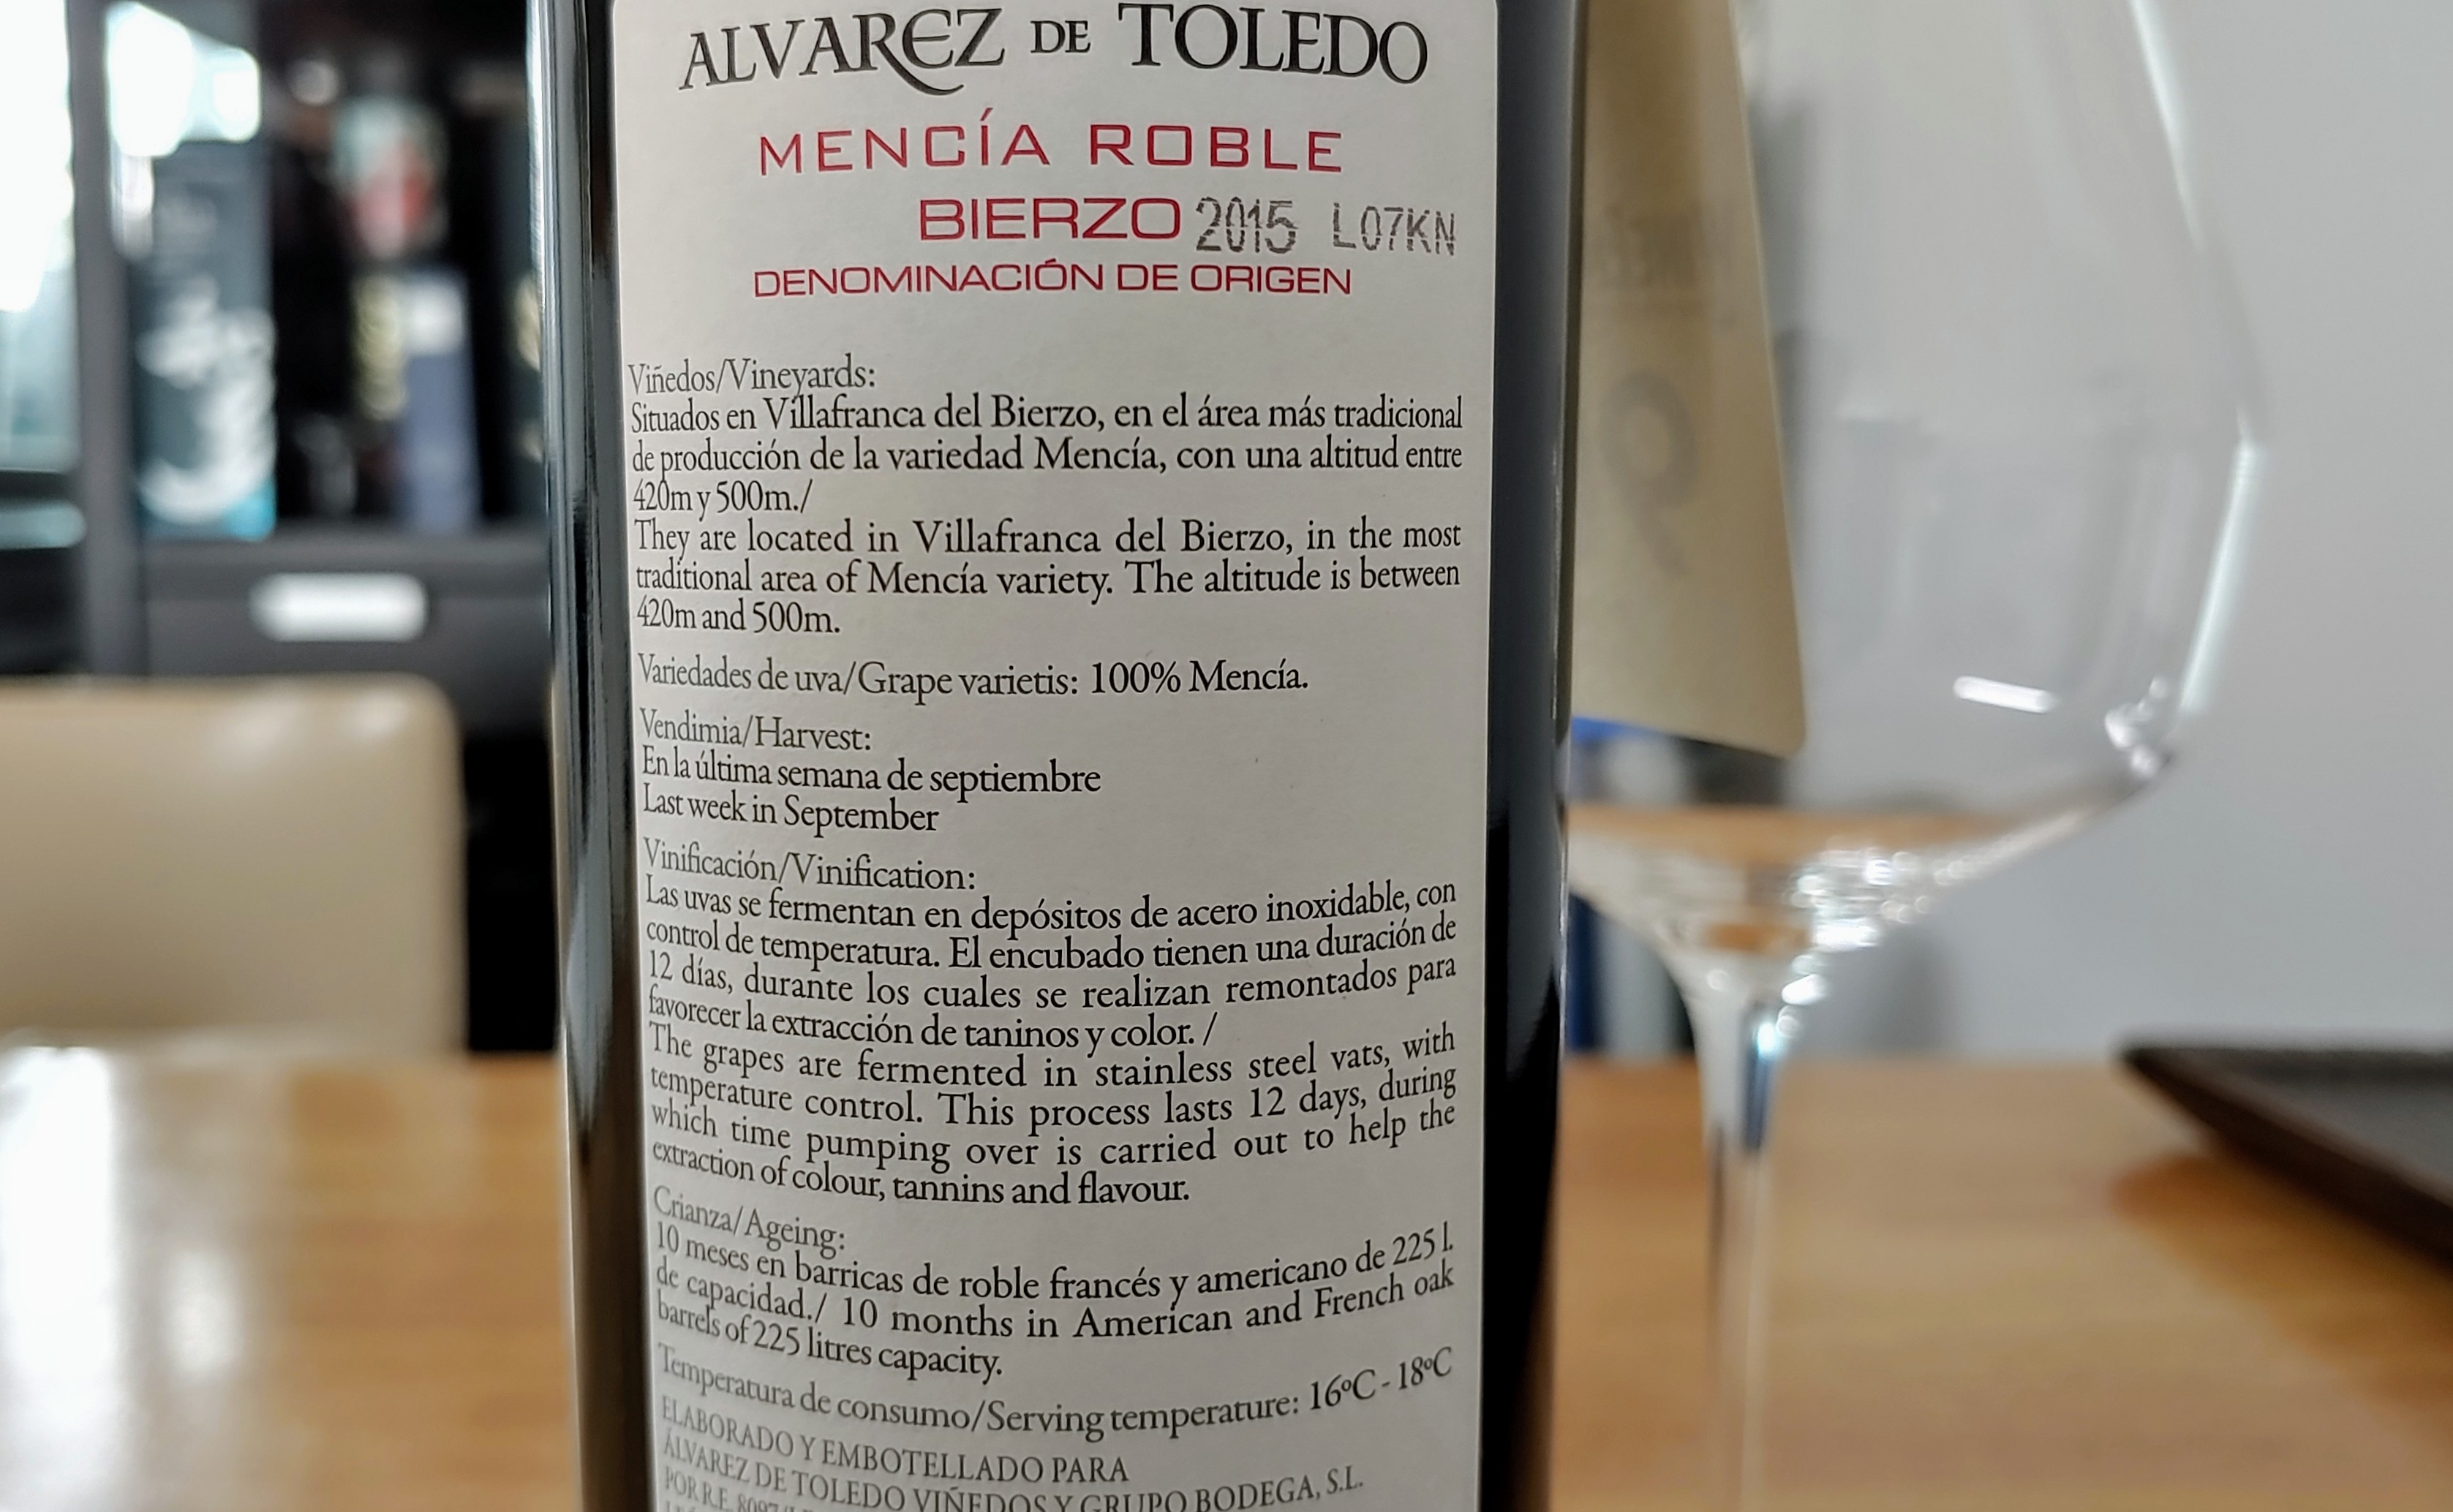 ALVAREZ DE TOLEDO
MENCÍA ROBLE
BIERZO 2015 L07KN
DENOMINACIÓN DE ORIGEN
Viñedos/Vineyards:
Situados en Villafranca del Bierzo, en el área más tradicional
de producción de la variedad Mencía, con una altitud entre
420m y 500m./
They are located in Villafranca del Bierzo, in the most
traditional area of Mencía variety. The altitude is between
420m and 500m.
Variedades de uva/Grape varietis: 100% Mencía.
Vendimia/Harvest:
En la última semana de septiembre
Last week in September
Vinificación/Vinification:
Las uvas se fermentan en depósitos de acero inoxidable, con
control de temperatura. El encubado tienen una duración de
12 días, durante los cuales se realizan remontados para
favorecer la extracción de taninos y color. /
The grapes are fermented in stainless steel vats, with
temperature control. This process lasts 12 days, during
which time pumping over is carried out to help the
extraction of colour, tannins and flavour.
Crianza/Ageing:
10 meses en barricas de roble francés y americano de 225 l.
de capacidad./ 10 months in American and French oak
barrels of 225 litres capacity.
Temperatura de consumo/Serving temperature: 16ºC - 18ºC
ELABORADO Y EMBOTELLADO PARA
ÁLVAREZ DE TOLEDO VIÑEDOS Y GRUPO BODEGA, S.L.
POR R.E. 8097